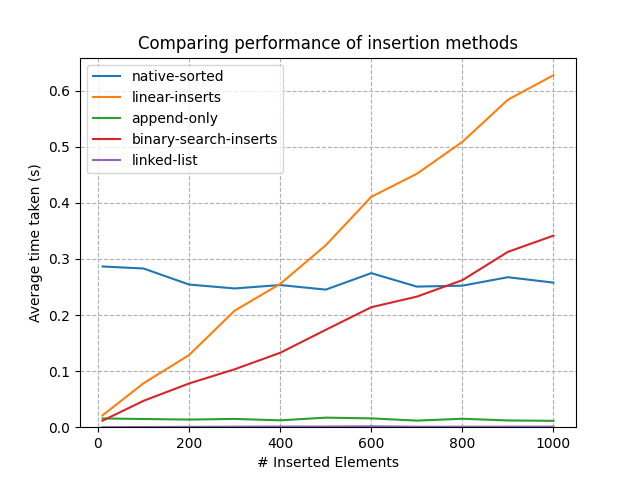 Comparing performance of insertion methods
native-sorted
linear-inserts
append-only
binary-search-inserts
linked-list
Average time taken (s)
0.6
0.5
0.4
0.3
0.2
0.1
0.0
0 200 400 600 800 1000
# Inserted Elements